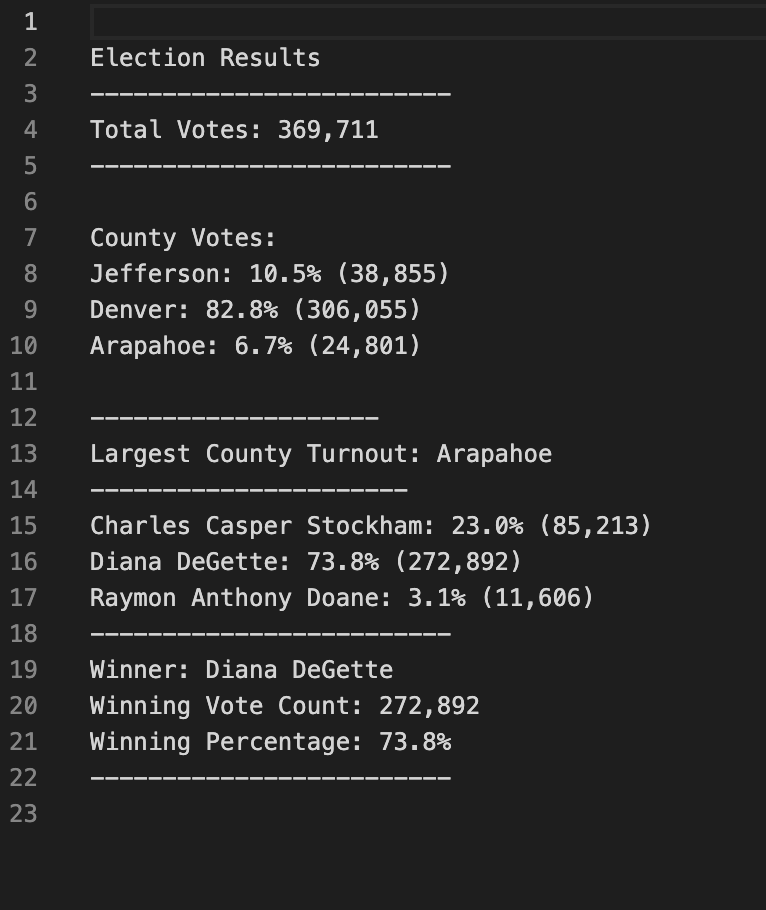 1
2 Election Results
3 -------------------------
4 Total Votes: 369,711
5 -------------------------
6
7 County Votes:
8 Jefferson: 10.5% (38,855)
9 Denver: 82.8% (306,055)
10 Arapahoe: 6.7% (24,801)
11
12 --------------------
13 Largest County Turnout: Arapahoe
14 ----------------------
15 Charles Casper Stockham: 23.0% (85,213)
16 Diana DeGette: 73.8% (272,892)
17 Raymon Anthony Doane: 3.1% (11,606)
18 -------------------------
19 Winner: Diana DeGette
20 Winning Vote Count: 272,892
21 Winning Percentage: 73.8%
22 -------------------------
23